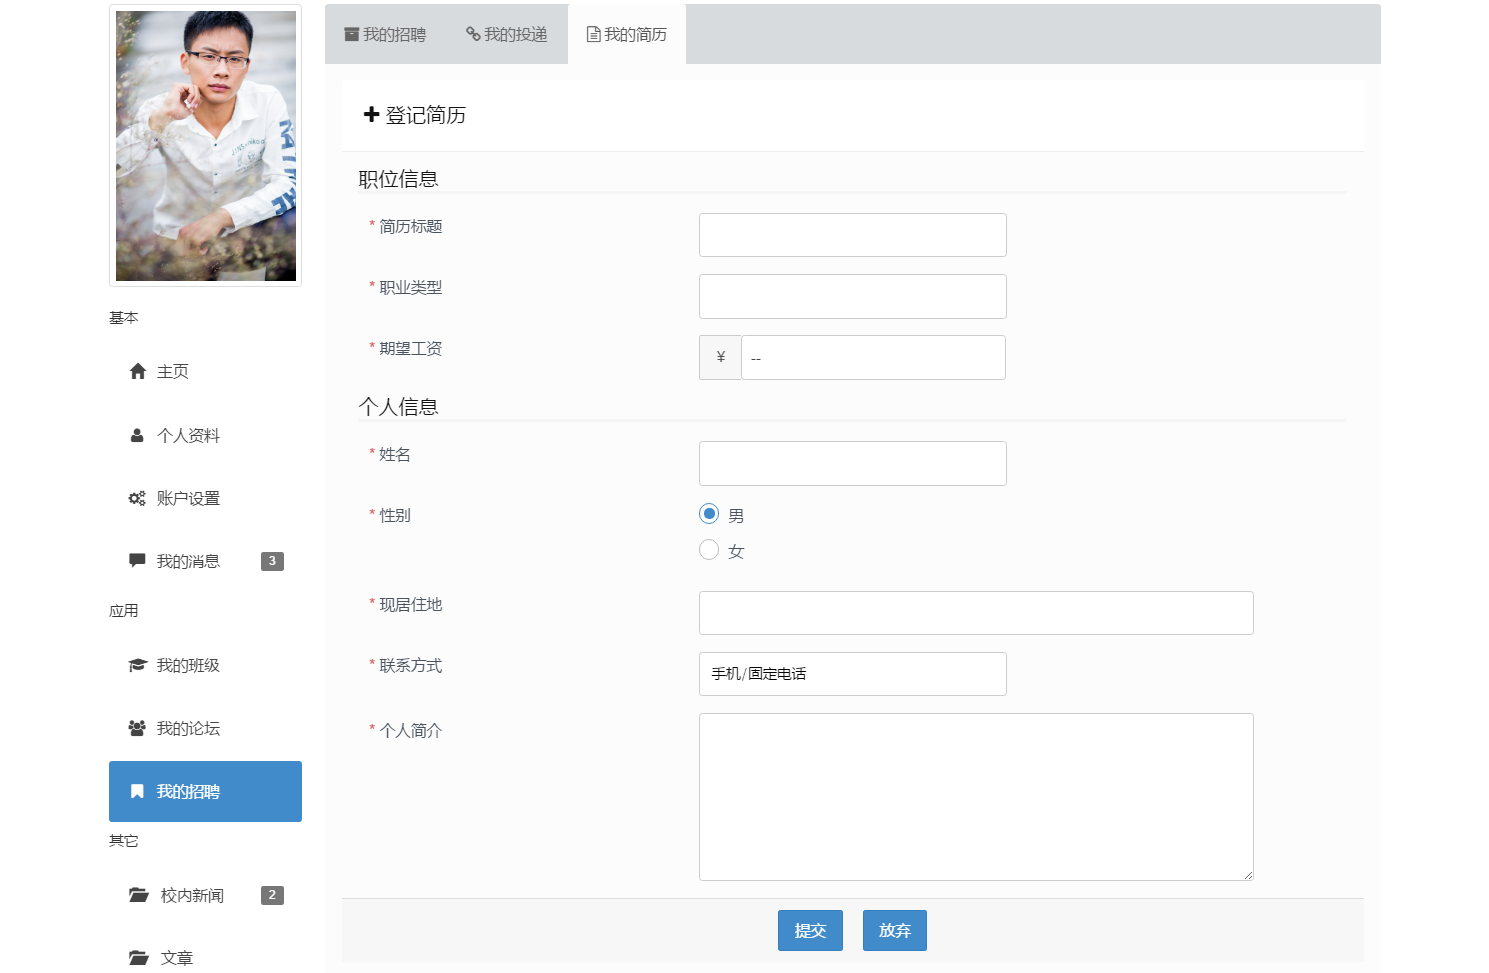 我的招聘 我的投递 我的简历
登记简历
职位信息
* 简历标题
* 职业类型
* 期望工资 ¥ --
个人信息
* 姓名
* 性别 男
女
* 现居住地
* 联系方式 手机/固定电话
* 个人简介
提交 放弃
基本
主页
个人资料
账户设置
我的消息 3
应用
我的班级
我的论坛
我的招聘
其它
校内新闻 2
文章